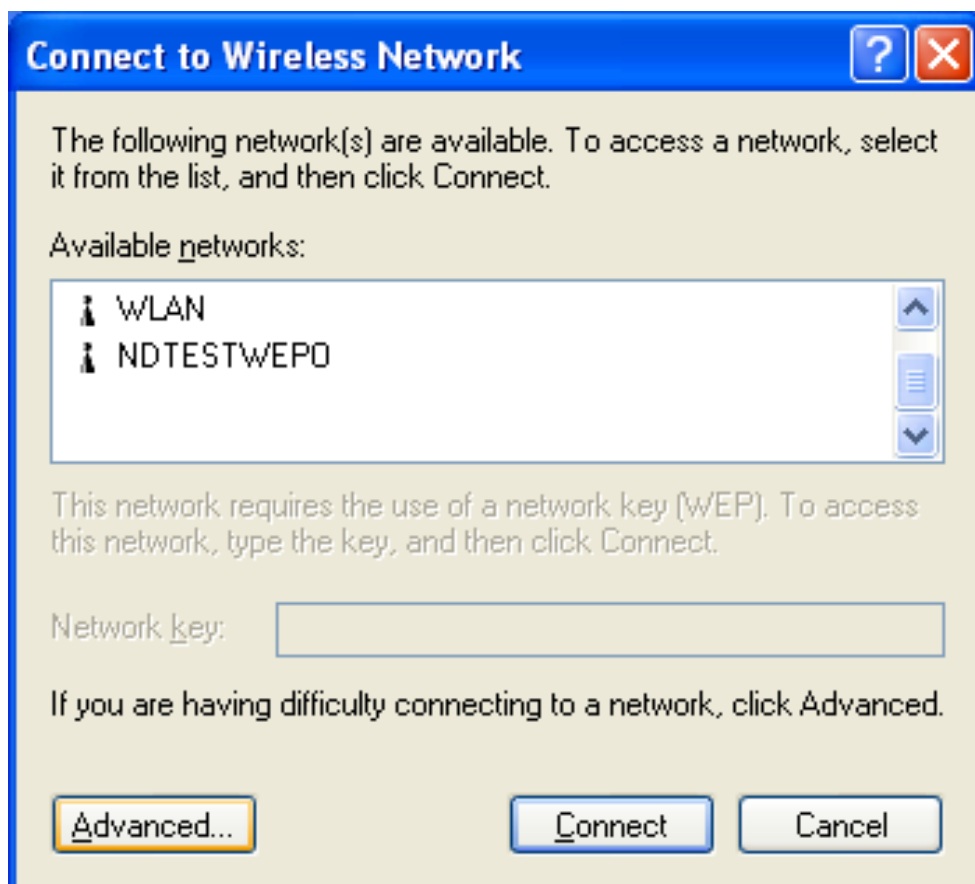 Connect to Wireless Network
The following network(s) are available. To access a network, select
it from the list, and then click Connect.
Available networks:
WLAN
NDTESTWEP0
This network requires the use of a network key (WEP). To access
this network, type the key, and then click Connect.
Network key:
If you are having difficulty connecting to a network, click Advanced.
Advanced... Connect Cancel